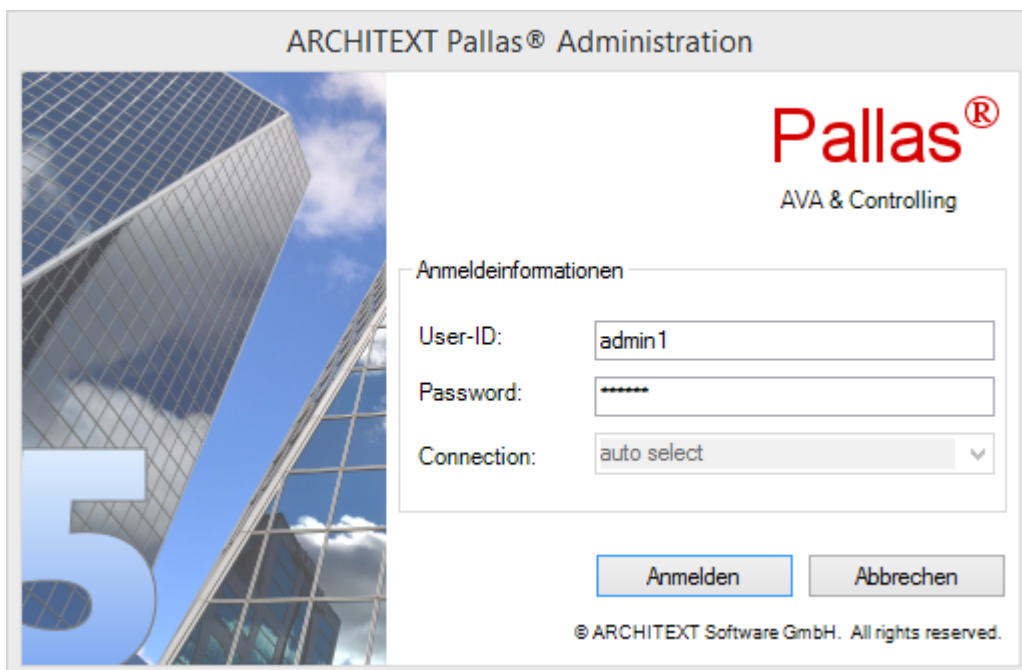 ARCHITEXT Pallas® Administration
Pallas®
AVA & Controlling
Anmeldeinformationen
User-ID: admin1
Password: ******
Connection: auto select
5
Anmelden Abbrechen
© ARCHITEXT Software GmbH. All rights reserved.